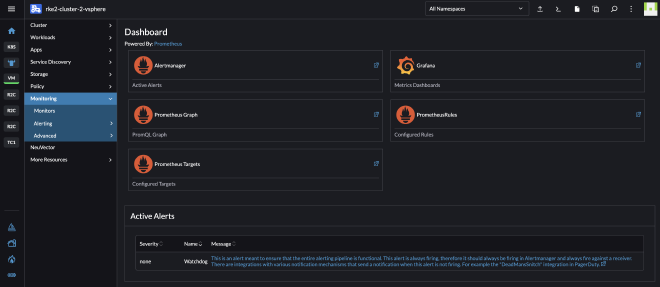 rke2-cluster-2-vsphere
All Namespaces
Cluster
Workloads
Apps
Service Discovery
Storage
Policy
Monitoring
Monitors
Alerting
Advanced
NeuVector
More Resources
K8S
VM
R2C
R2C
R2C
TC1
Dashboard
Powered By: Prometheus
Alertmanager
Active Alerts
Grafana
Metrics Dashboards
Prometheus Graph
PromQL Graph
PrometheusRules
Configured Rules
Prometheus Targets
Configured Targets
Active Alerts
Severity Name Message
none Watchdog
This is an alert meant to ensure that the entire alerting pipeline is functional. This alert is always firing, therefore it should always be firing in Alertmanager and always fire against a receiver.
There are integrations with various notification mechanisms that send a notification when this alert is not firing. For example the "DeadMansSnitch" integration in PagerDuty.